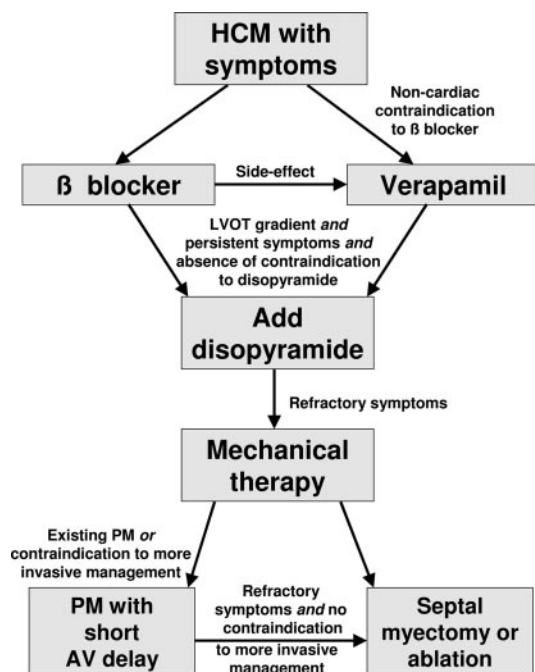 HCM with
symptoms
Non-cardiac
contraindication
to ß blocker
ß blocker
Side-effect
Verapamil
LVOT gradient and
persistent symptoms and
absence of contraindication
to disopyramide
Add
disopyramide
Refractory symptoms
Mechanical
therapy
Existing PM or
contraindication to more
invasive management
PM with
short
AV delay
Refractory
symptoms and no
contraindication
to more invasive
management
Septal
myectomy or
ablation